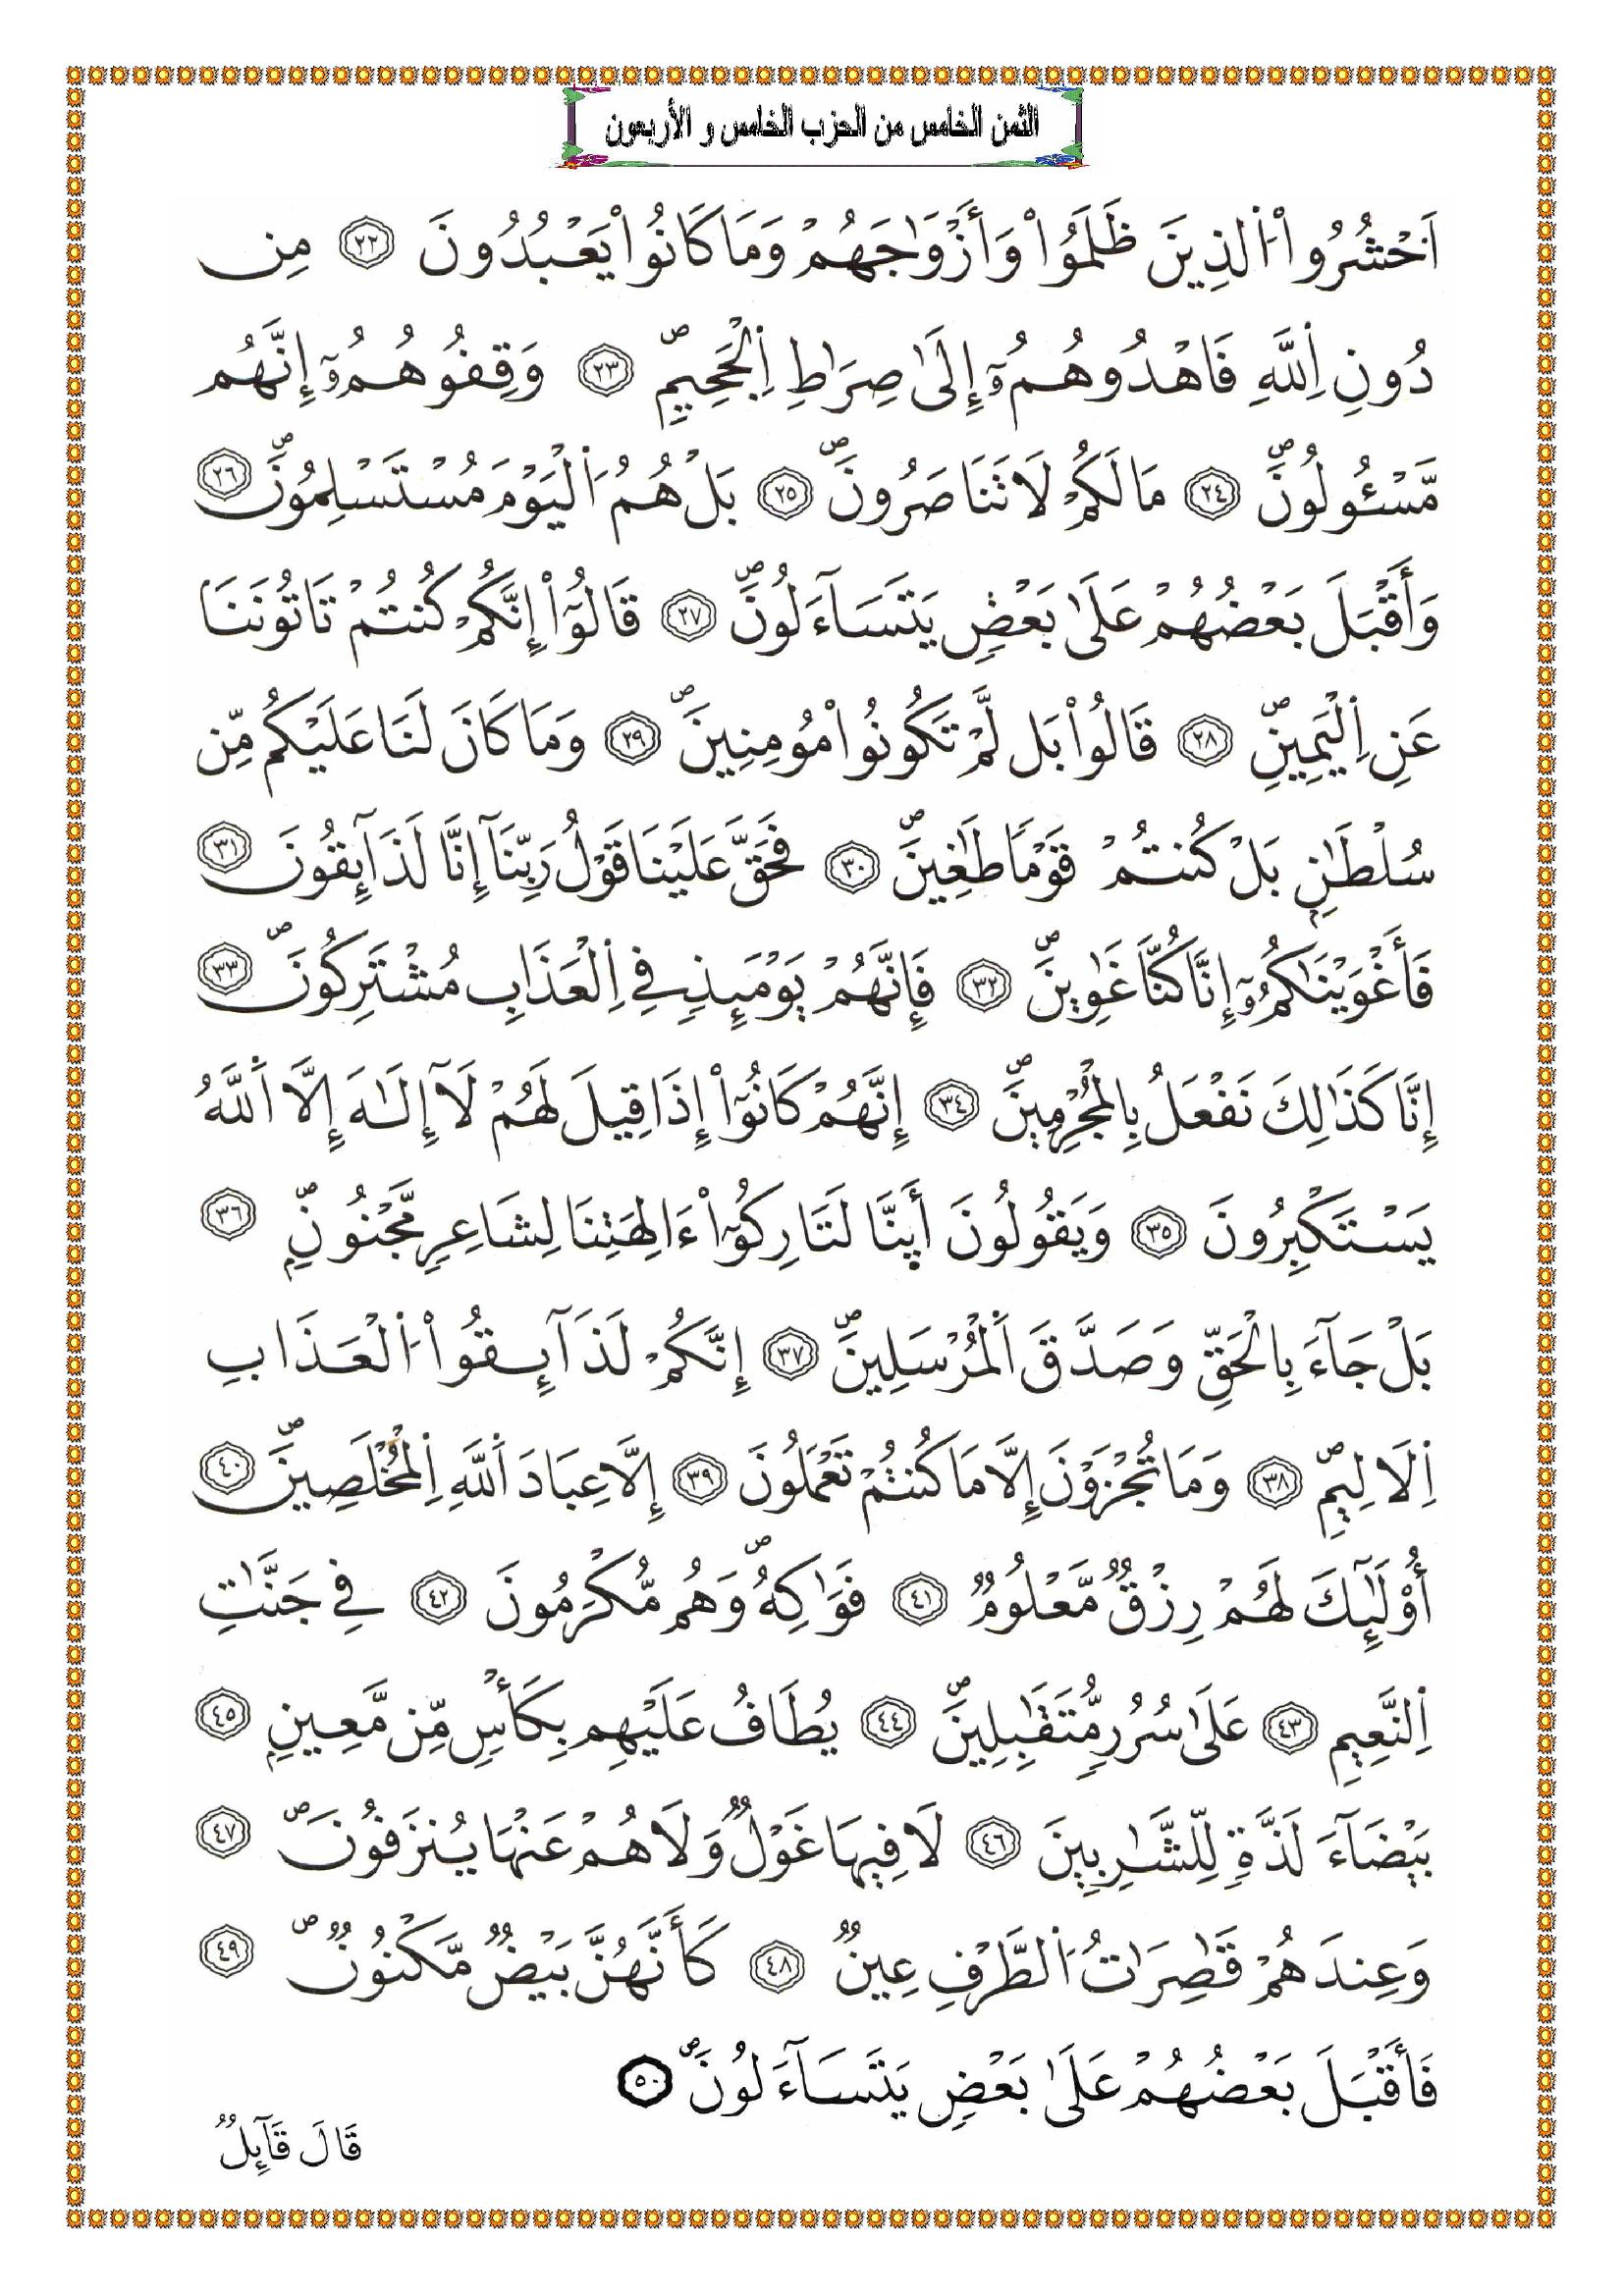 الثمن الخامس من الحزب الخامس و الأربعون
اَحْشُرُواْ اُ۬لذِينَ ظَلَمُواْ وَأَزْوَٰجَهُمْ وَمَا كَانُواْ يَعْبُدُونَ ٢٢ مِن
دُونِ اِ۬للَّهِ فَاهْدُوهُمُۥٓ إِلَىٰ صِرَٰطِ اِ۬لْجَحِيمِۖ ٢٣ وَقِفُوهُمُۥٓ إِنَّهُم
مَّسْـُٔولُونَۖ ٢٤ مَا لَكُمْ لَا تَنَاصَرُونَۖ ٢٥ بَلْ هُمُ اُ۬لْيَوْمَ مُسْتَسْلِمُونَۖ ٢٦
وَأَقْبَلَ بَعْضُهُمْ عَلَىٰ بَعْضٖ يَتَسَآءَلُونَۖ ٢٧ قَالُوٓاْ إِنَّكُمْ كُنتُمْ تَاتُونَنَا
عَنِ اِ۬لْيَمِينِۖ ٢٨ قَالُواْ بَل لَّمْ تَكُونُواْ مُومِنِينَۖ ٢٩ وَمَا كَانَ لَنَا عَلَيْكُم مِّن
سُلْطَٰنِۢ بَلْ كُنتُمْ قَوْماٗ طَٰغِينَۖ ٣٠ فَحَقَّ عَلَيْنَا قَوْلُ رَبِّنَآ إِنَّا لَذَآئِقُونَ ٣١
فَأَغْوَيْنَٰكُمُۥٓ إِنَّا كُنَّا غَٰوِينَۖ ٣٢ فَإِنَّهُمْ يَوْمَئِذٖ فِي اِ۬لْعَذَابِ مُشْتَرِكُونَۖ ٣٣
إِنَّا كَذَٰلِكَ نَفْعَلُ بِالْمُجْرِمِينَۖ ٣٤ إِنَّهُمْ كَانُوٓاْ إِذَا قِيلَ لَهُمْ لَآ إِلَٰهَ إِلَّا اَ۬للَّهُ
يَسْتَكْبِرُونَ ٣٥ وَيَقُولُونَ أَئِنَّا لَتَارِكُوٓاْ ءَالِهَتِنَا لِشَاعِرٖ مَّجْنُونِۖ ٣٦
بَلْ جَآءَ بِالْحَقِّ وَصَدَّقَ اَ۬لْمُرْسَلِينَۖ ٣٧ إِنَّكُمْ لَذَآئِقُواْ اُ۬لْعَذَابِ
اِ۬لَالِيمِۖ ٣٨ وَمَا تُجْزَوْنَ إِلَّا مَا كُنتُمْ تَعْمَلُونَ ٣٩ إِلَّا عِبَادَ اَ۬للَّهِ اِ۬لْمُخْلَصِينَۖ ٤٠
أُوْلَٰٓئِكَ لَهُمْ رِزْقٞ مَّعْلُومٞ ٤١ فَوَٰكِهُۖ وَهُم مُّكْرَمُونَ ٤٢ فِي جَنَّٰتِ
اِ۬لنَّعِيمِ ٤٣ عَلَىٰ سُرُرٖ مُّتَقَٰبِلِينَۖ ٤٤ يُطَافُ عَلَيْهِم بِكَأْسٖ مِّن مَّعِينِۢ ٤٥
بَيْضَآءَ لَذَّةٖ لِّلشَّٰرِبِينَ ٤٦ لَا فِيهَا غَوْلٞ وَلَا هُمْ عَنْهَا يُنزَفُونَۖ ٤٧
وَعِندَهُمْ قَٰصِرَٰتُ اُ۬لطَّرْفِ عِينٞ ٤٨ كَأَنَّهُنَّ بَيْضٞ مَّكْنُونٞۖ ٤٩
فَأَقْبَلَ بَعْضُهُمْ عَلَىٰ بَعْضٖ يَتَسَآءَلُونَۖ ٥٠
قَالَ قَآئِلٞ